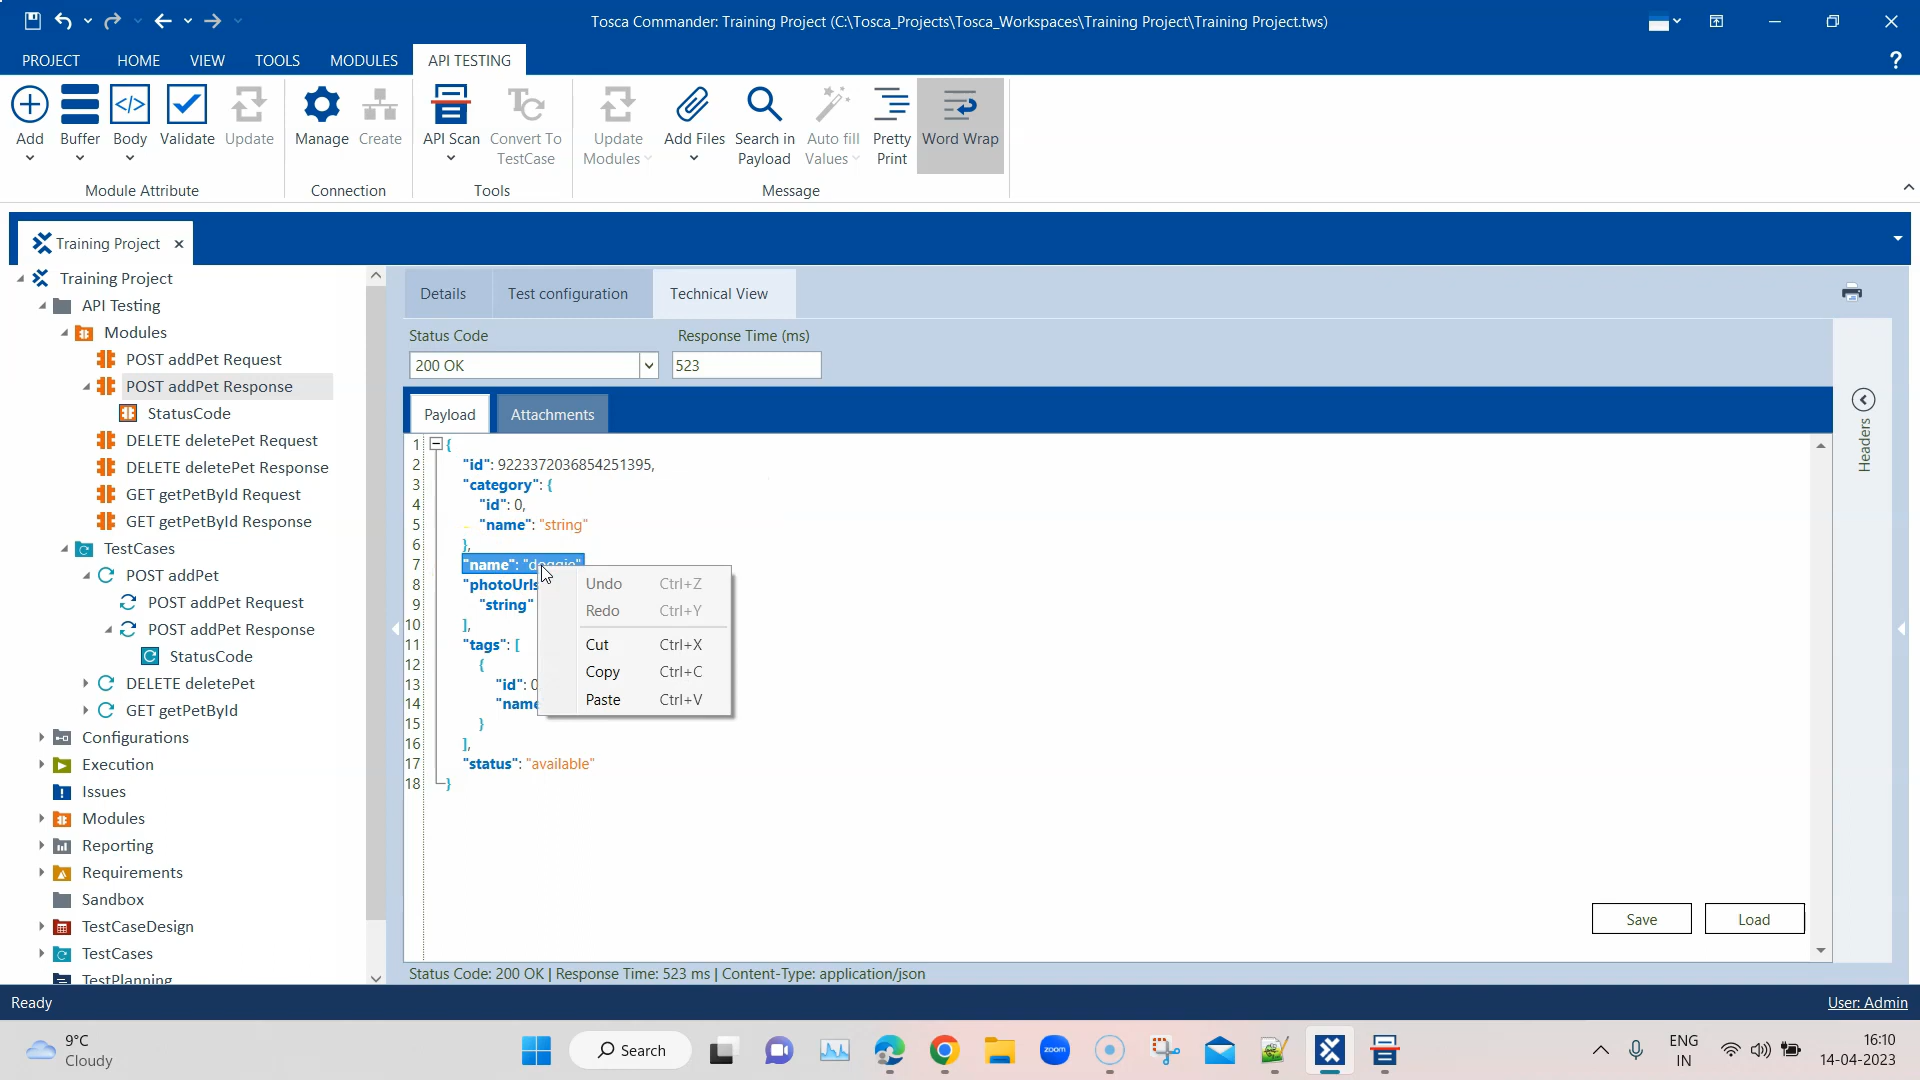 Tosca Commander: Training Project (C:\Tosca_Projects\Tosca_Workspaces\Training Project\Training Project.tws)
PROJECT HOME VIEW TOOLS MODULES API TESTING
Add Buffer Body Validate Update
Module Attribute
Manage Create
Connection
API Scan Convert To TestCase
Tools
Update Modules Add Files Search in Payload Auto fill Values Pretty Print Word Wrap
Message
Training Project
Training Project
API Testing
Modules
POST addPet Request
POST addPet Response
StatusCode
DELETE deletePet Request
DELETE deletePet Response
GET getPetById Request
GET getPetById Response
TestCases
POST addPet
POST addPet Request
POST addPet Response
StatusCode
DELETE deletePet
GET getPetById
Configurations
Execution
Issues
Modules
Reporting
Requirements
Sandbox
TestCaseDesign
TestCases
TestPlanning
Details Test configuration Technical View
Status Code Response Time (ms)
200 OK 523
Payload Attachments
Headers
1 {
2 "id": 9223372036854251395,
3 "category": {
4 "id": 0,
5 "name": "string"
6 },
7 "name": "doggie"
8 "photoUrls
9 "string"
10 ],
11 "tags": [
12 {
13 "id": 0
14 "name
15 }
16 ],
17 "status": "available"
18 }
Undo Ctrl+Z
Redo Ctrl+Y
Cut Ctrl+X
Copy Ctrl+C
Paste Ctrl+V
Save Load
Status Code: 200 OK | Response Time: 523 ms | Content-Type: application/json
Ready User: Admin
9°C
Cloudy
Search
zoom
ENG
IN
16:10
14-04-2023